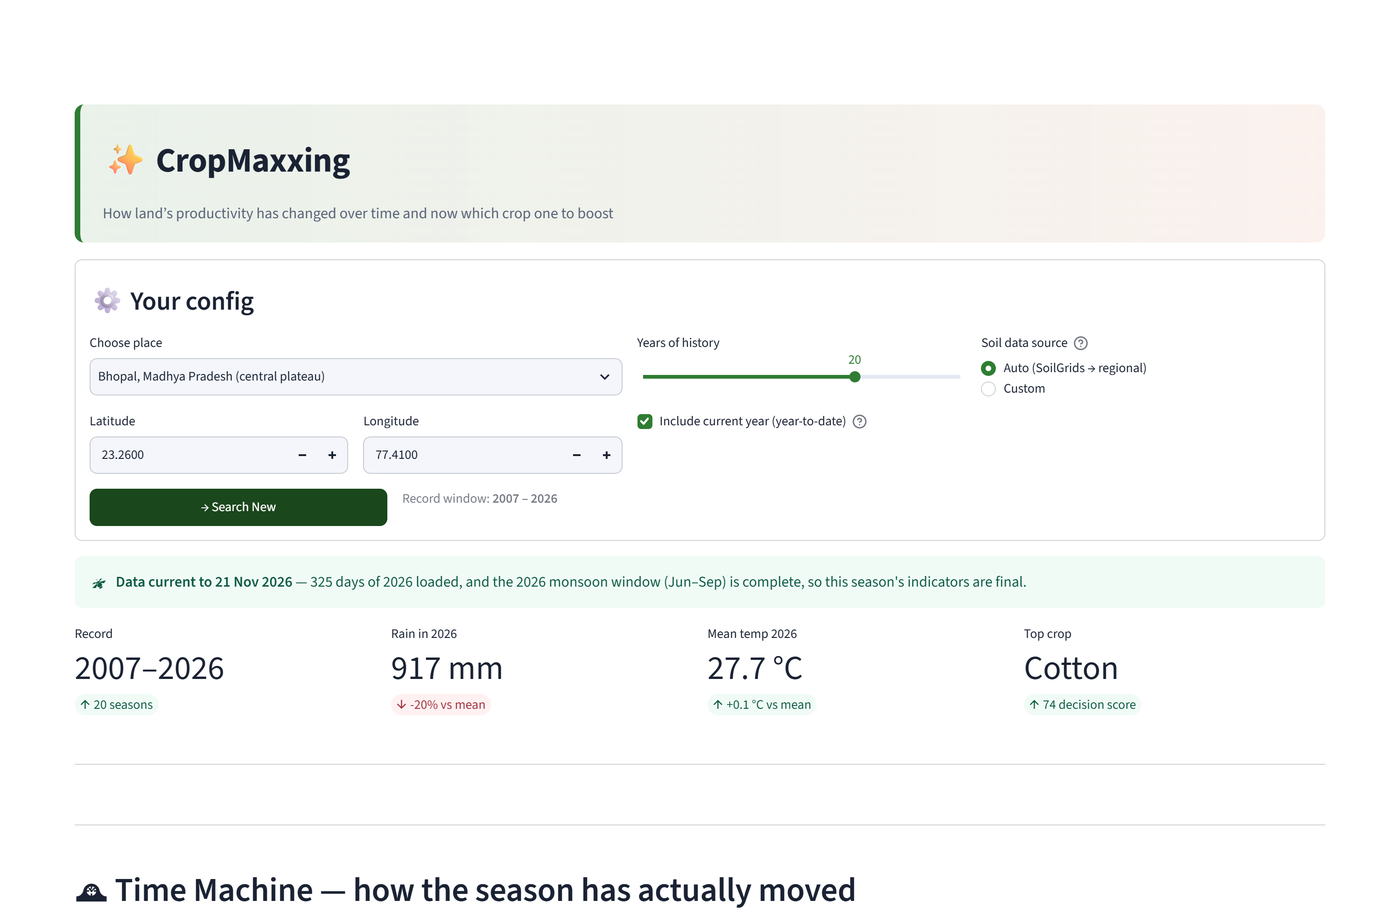 ✨ CropMaxxing
How land’s productivity has changed over time and now which crop one to boost
⚙️ Your config
Choose place
Bhopal, Madhya Pradesh (central plateau)
Years of history
20
Soil data source
Auto (SoilGrids → regional)
Custom
Latitude
23.2600
Longitude
77.4100
Include current year (year-to-date)
→ Search New
Record window: 2007 – 2026
Data current to 21 Nov 2026 — 325 days of 2026 loaded, and the 2026 monsoon window (Jun–Sep) is complete, so this season's indicators are final.
Record
2007–2026
↑ 20 seasons
Rain in 2026
917 mm
↓ -20% vs mean
Mean temp 2026
27.7 °C
↑ +0.1 °C vs mean
Top crop
Cotton
↑ 74 decision score
Time Machine — how the season has actually moved